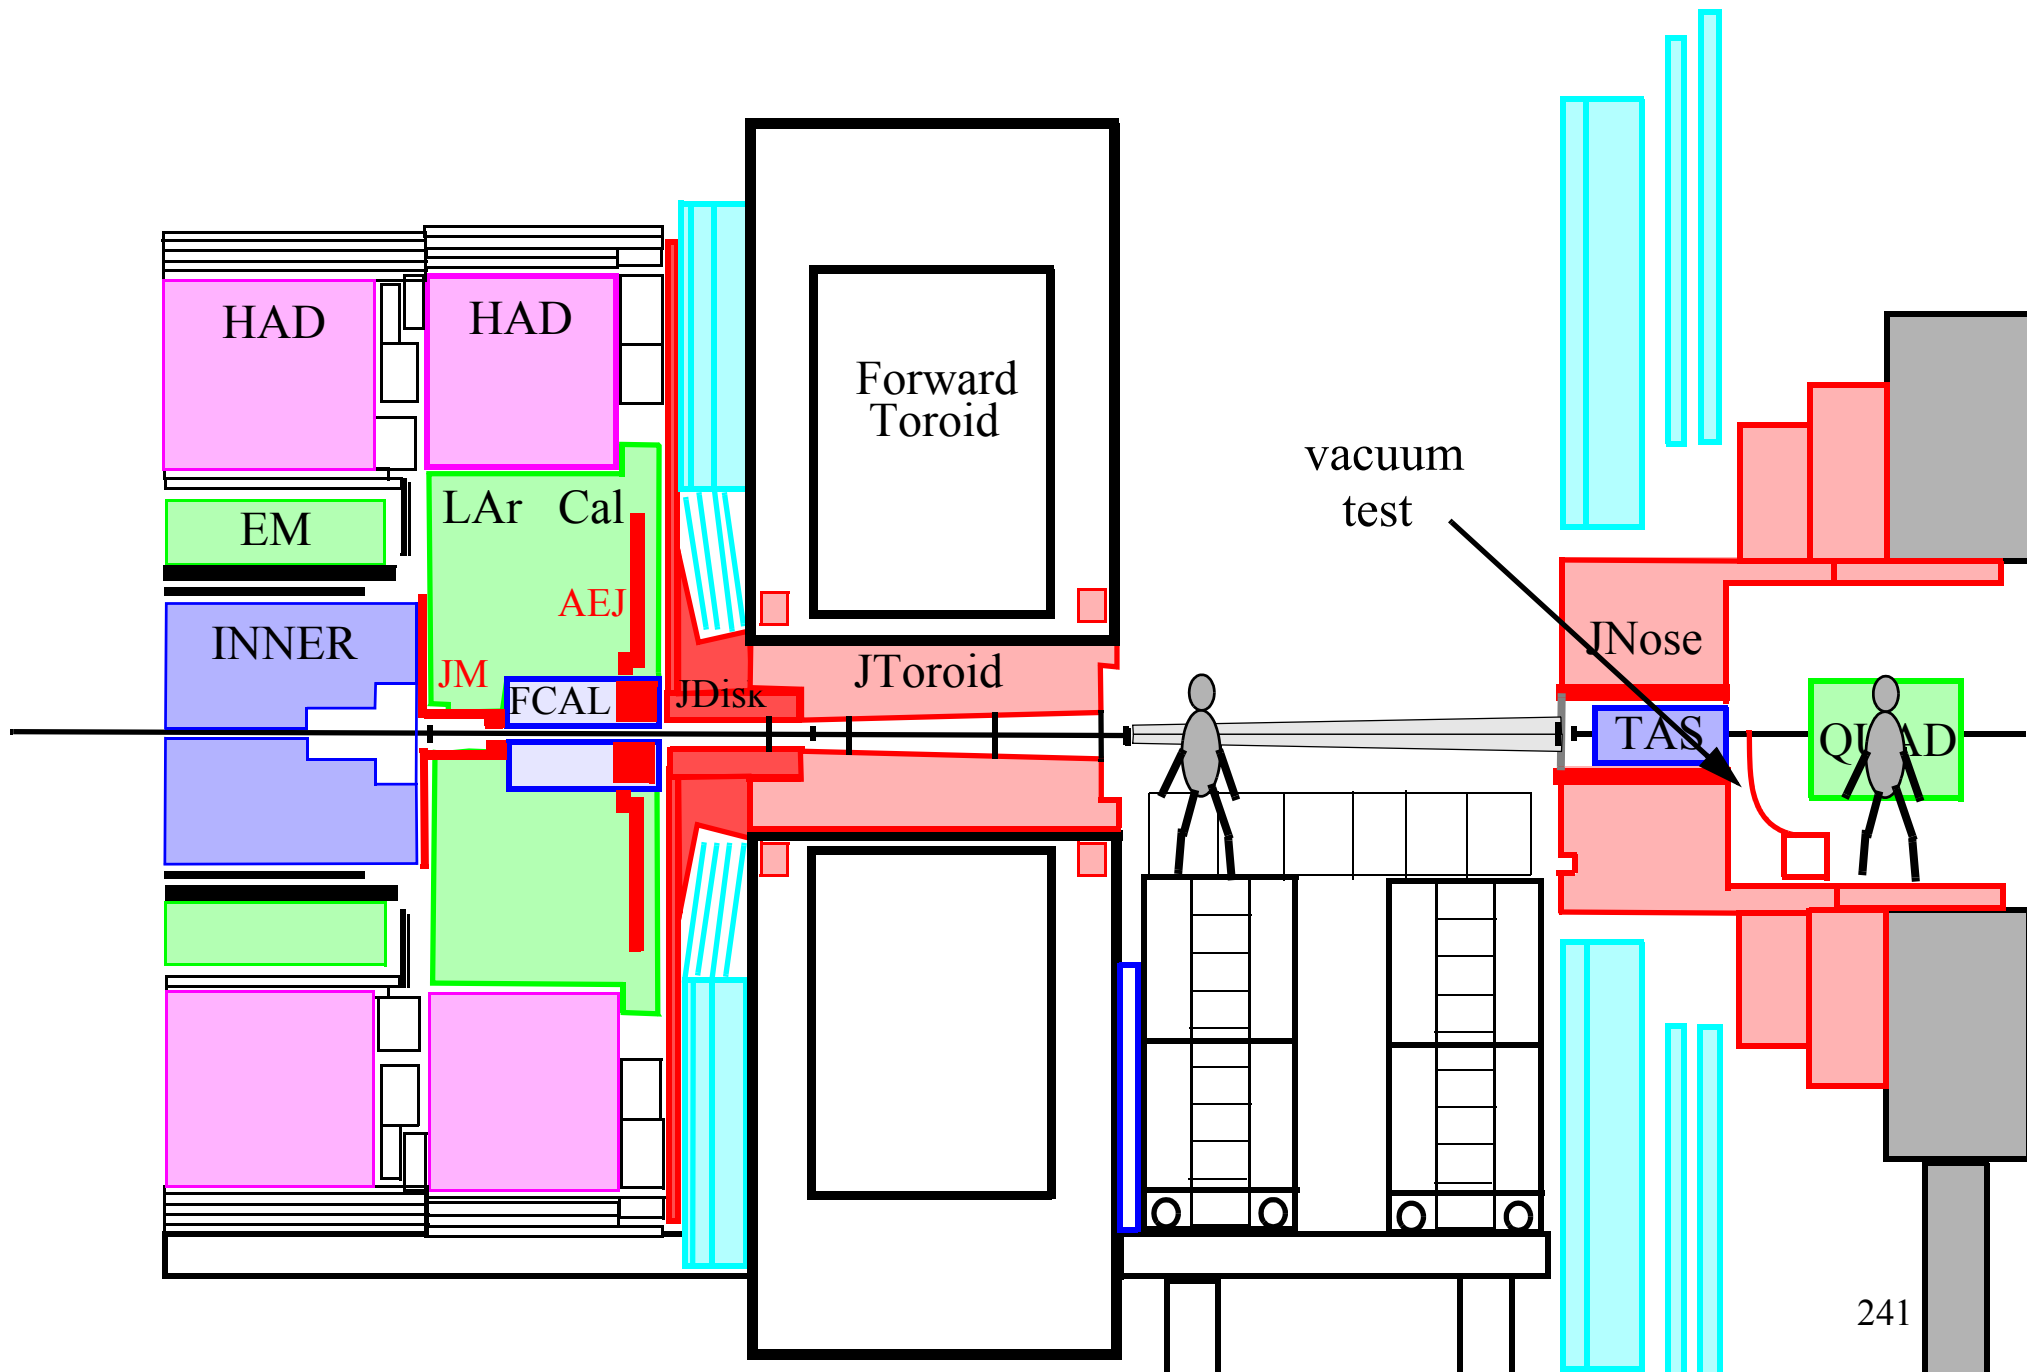 HAD
HAD
Forward
Toroid
vacuum
test
LAr Cal
EM
AEJ
INNER
JNose
JM
JToroid
FCAL
JDisk
TAS
QUAD
241